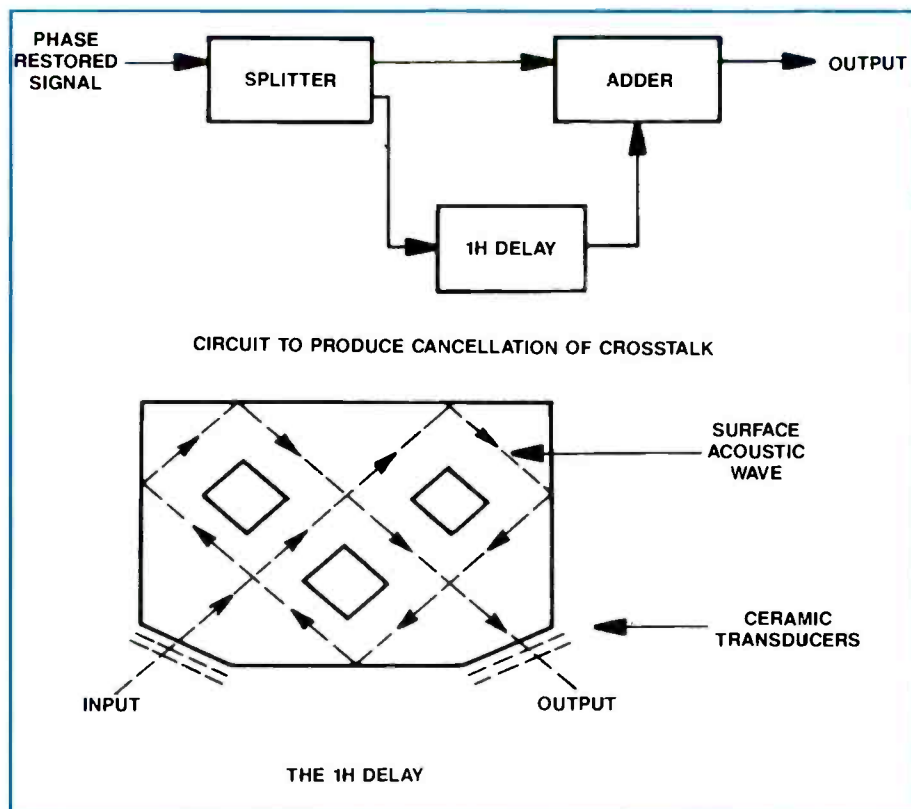 PHASE
RESTORED
SIGNAL
SPLITTER
ADDER
OUTPUT
1H DELAY
CIRCUIT TO PRODUCE CANCELLATION OF CROSSTALK
SURFACE
ACOUSTIC
WAVE
CERAMIC
TRANSDUCERS
INPUT
OUTPUT
THE 1H DELAY